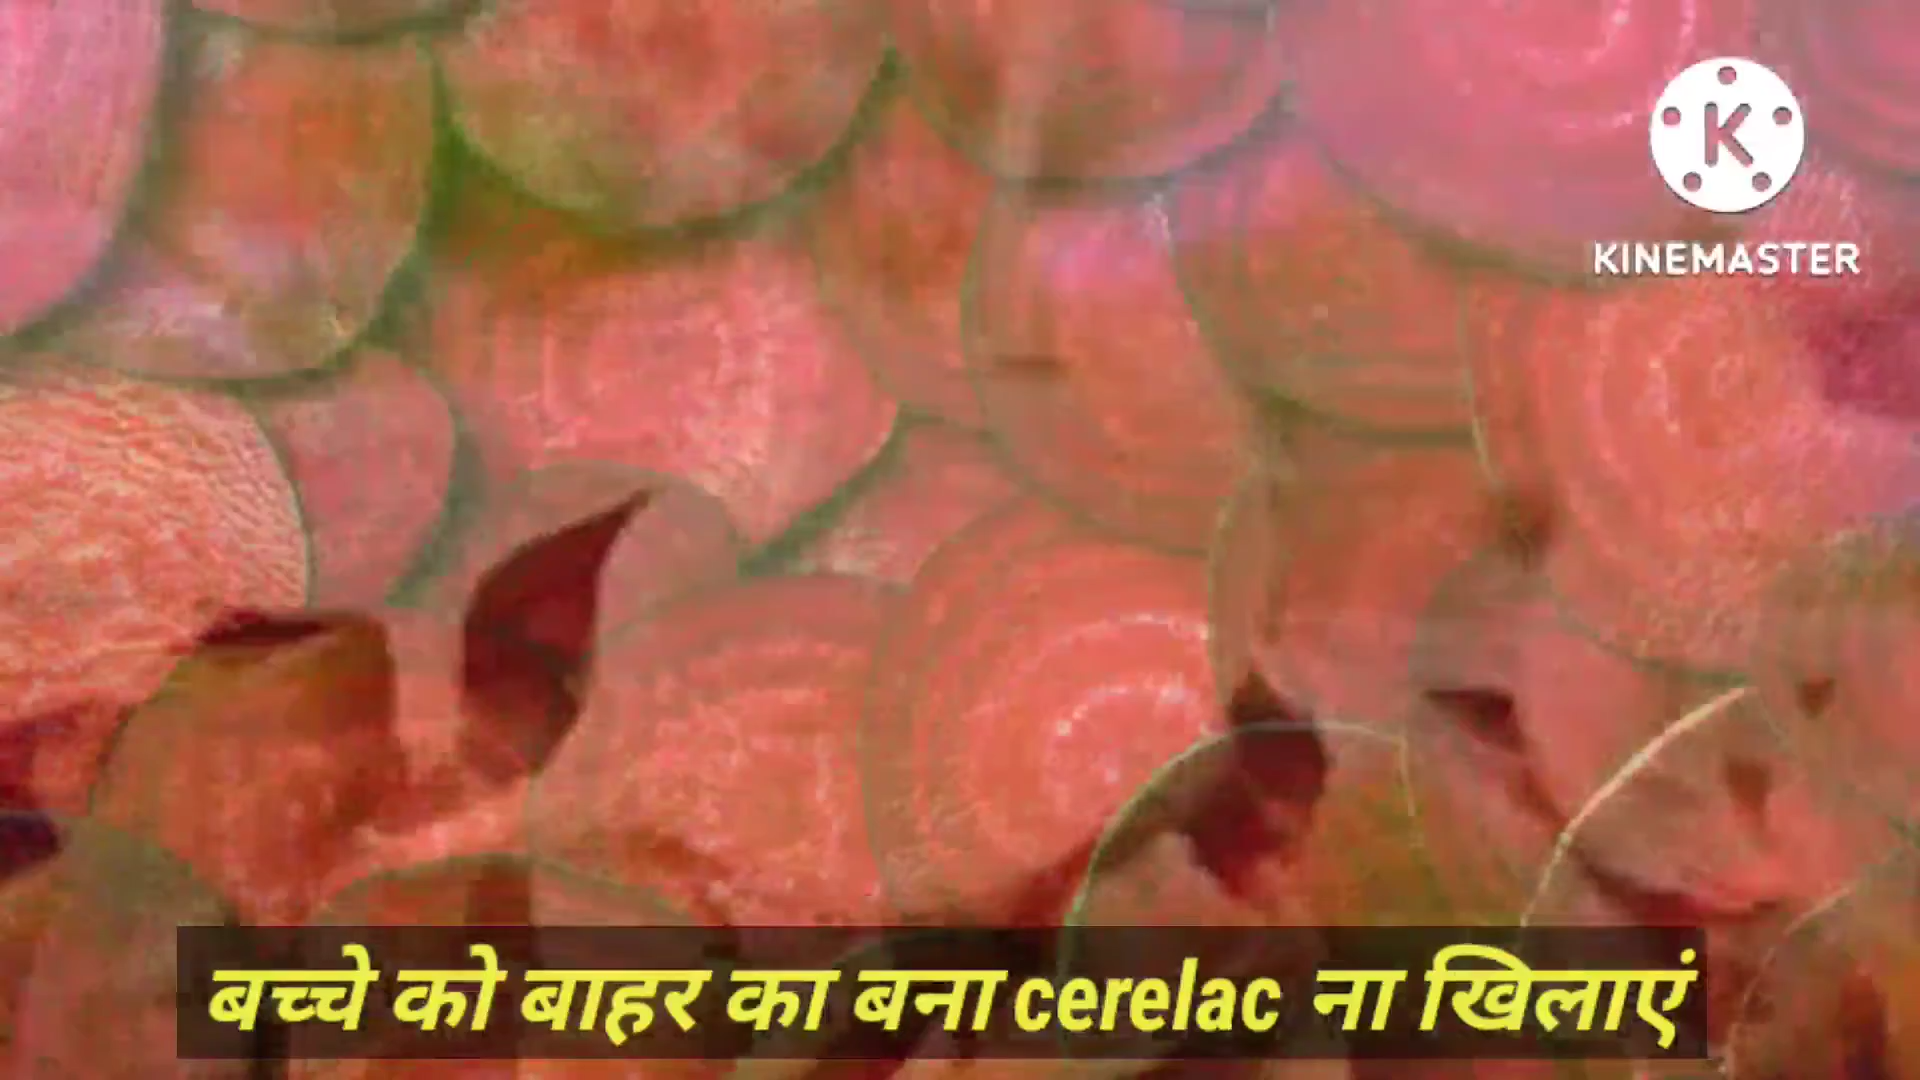 K
KINEMASTER
बच्चे को बाहर का बना cerelac ना खिलाएं